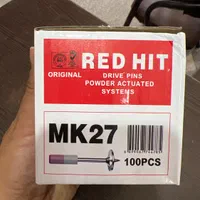 RED HIT
ORIGINAL
DRIVE PINS
POWDER ACTUATED
SYSTEMS
MK27
100PCS